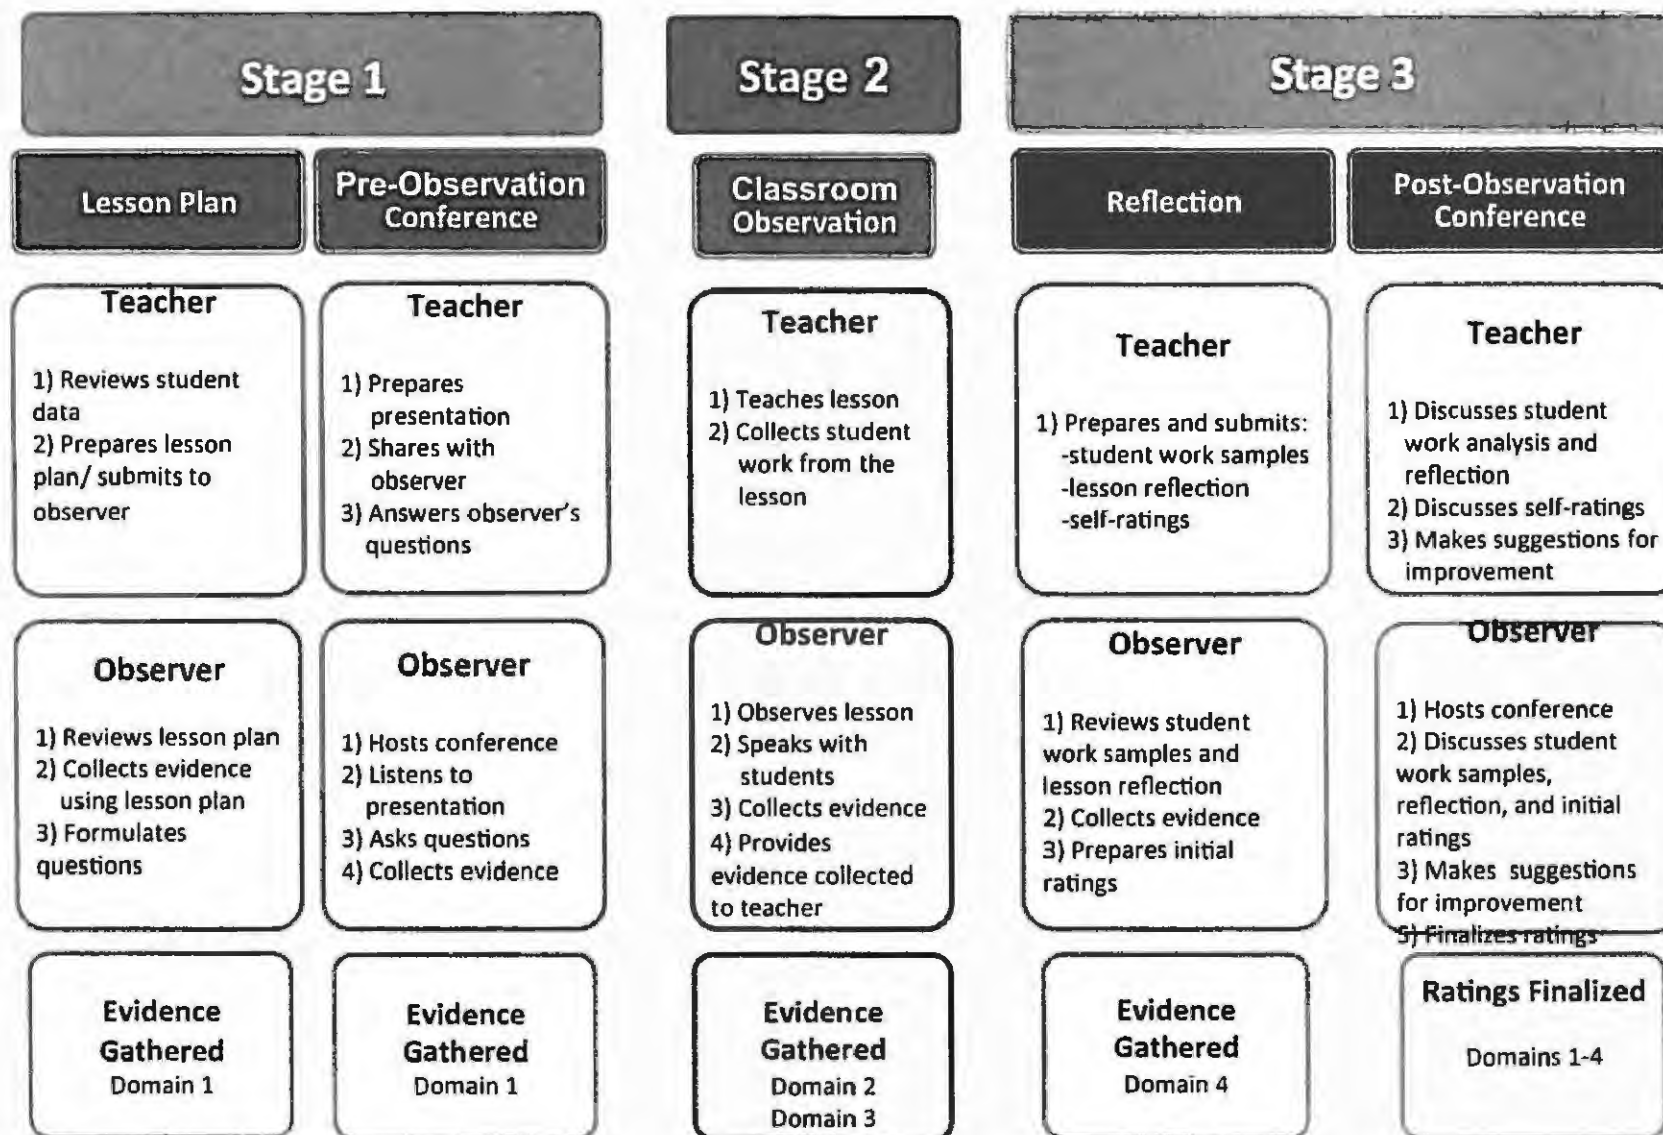 Stage 1
Stage 2
Stage 3
Lesson Plan
Pre-Observation
Conference
Classroom
Observation
Reflection
Post-Observation
Conference
Teacher
1) Reviews student
data
2) Prepares lesson
plan/ submits to
observer
Teacher
1) Prepares
presentation
2) Shares with
observer
3) Answers observer's
questions
Teacher
1) Teaches lesson
2) Collects student
work from the
lesson
Teacher
1) Prepares and submits:
-student work samples
-lesson reflection
-self-ratings
Teacher
1) Discusses student
work analysis and
reflection
2) Discusses self-ratings
3) Makes suggestions for
improvement
Observer
1) Reviews lesson plan
2) Collects evidence
using lesson plan
3) Formulates
questions
Observer
1) Hosts conference
2) Listens to
presentation
3) Asks questions
4) Collects evidence
Observer
1) Observes lesson
2) Speaks with
students
3) Collects evidence
4) Provides
evidence collected
to teacher
Observer
1) Reviews student
work samples and
lesson reflection
2) Collects evidence
3) Prepares initial
ratings
Observer
1) Hosts conference
2) Discusses student
work samples,
reflection, and initial
ratings
3) Makes suggestions
for improvement
5) Finalizes ratings
Evidence
Gathered
Domain 1
Evidence
Gathered
Domain 1
Evidence
Gathered
Domain 2
Domain 3
Evidence
Gathered
Domain 4
Ratings Finalized
Domains 1-4